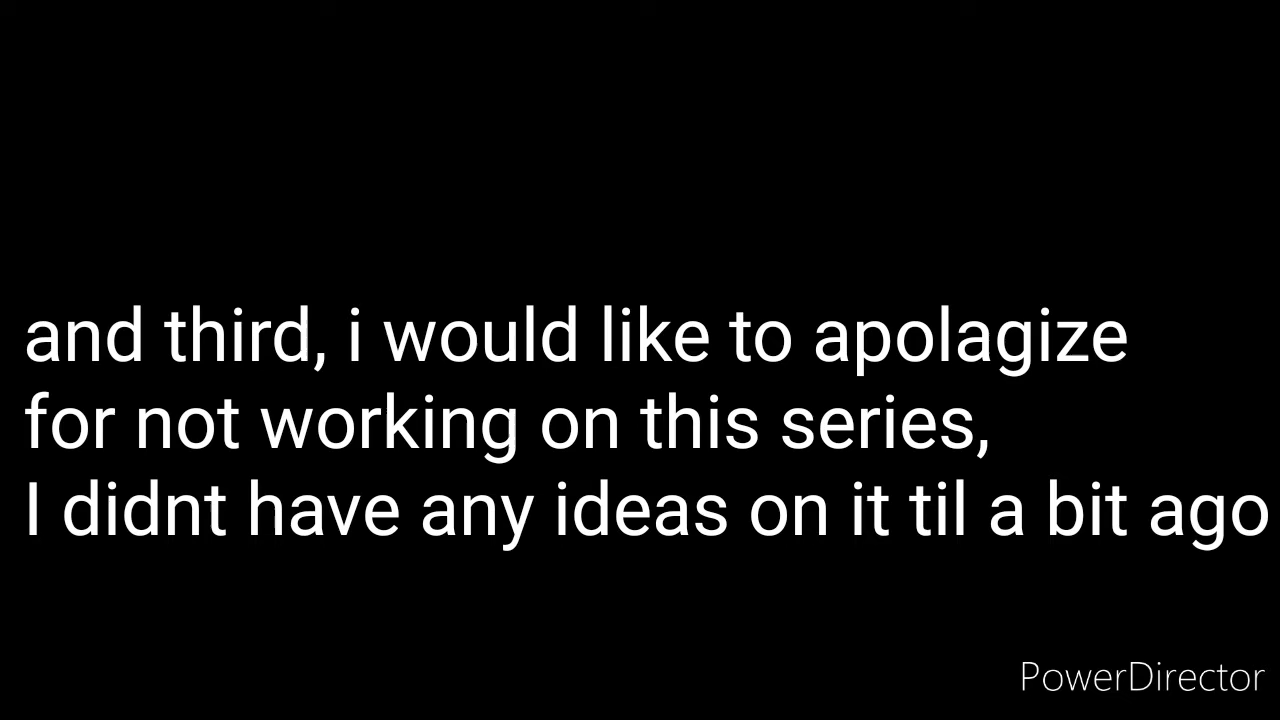 and third, i would like to apolagize
for not working on this series,
I didnt have any ideas on it til a bit ago
PowerDirector